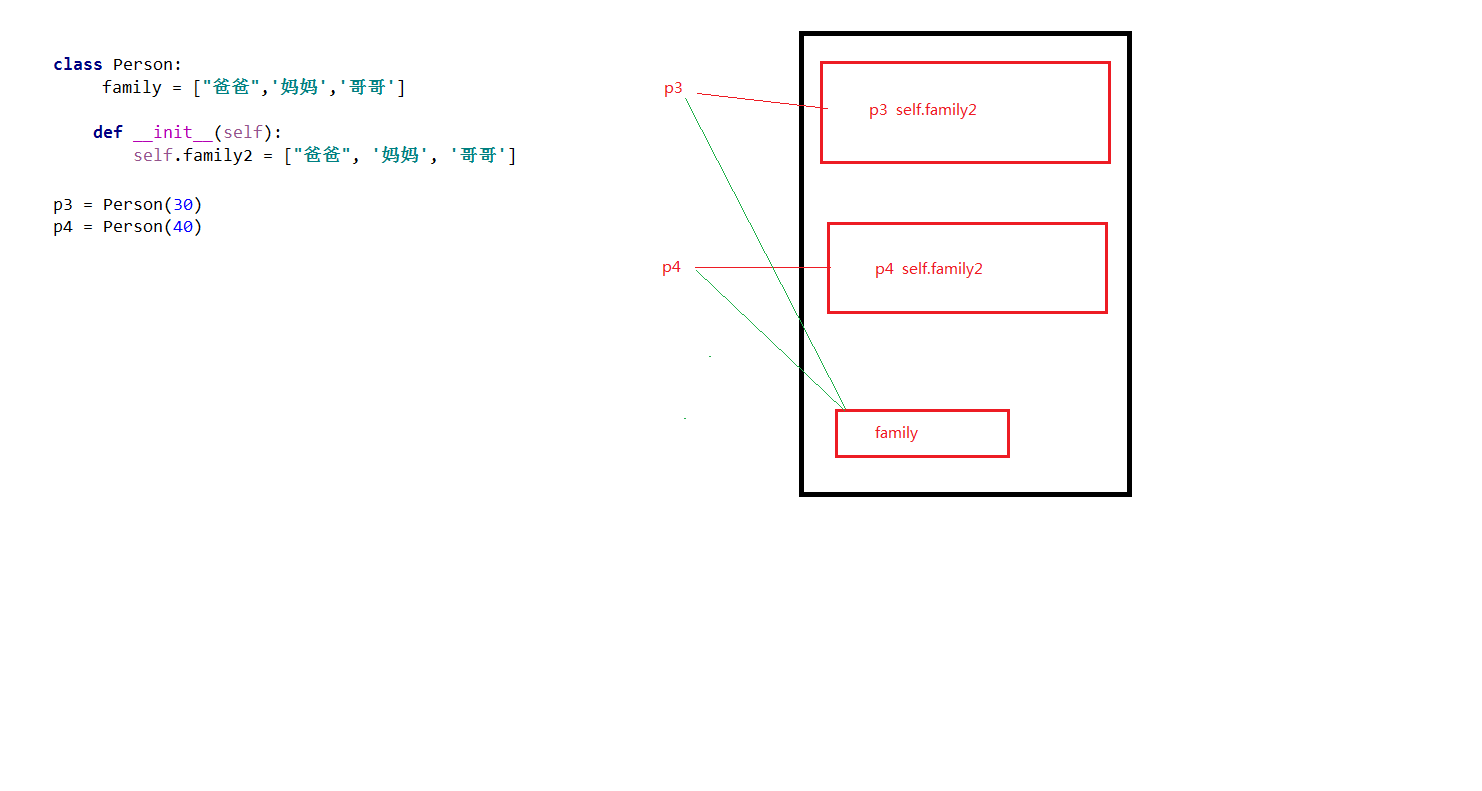 class Person:
family = ["爸爸",'妈妈','哥哥']
def __init__(self):
self.family2 = ["爸爸", '妈妈', '哥哥']
p3 = Person(30)
p4 = Person(40)
p3
p3 self.family2
p4
p4 self.family2
family